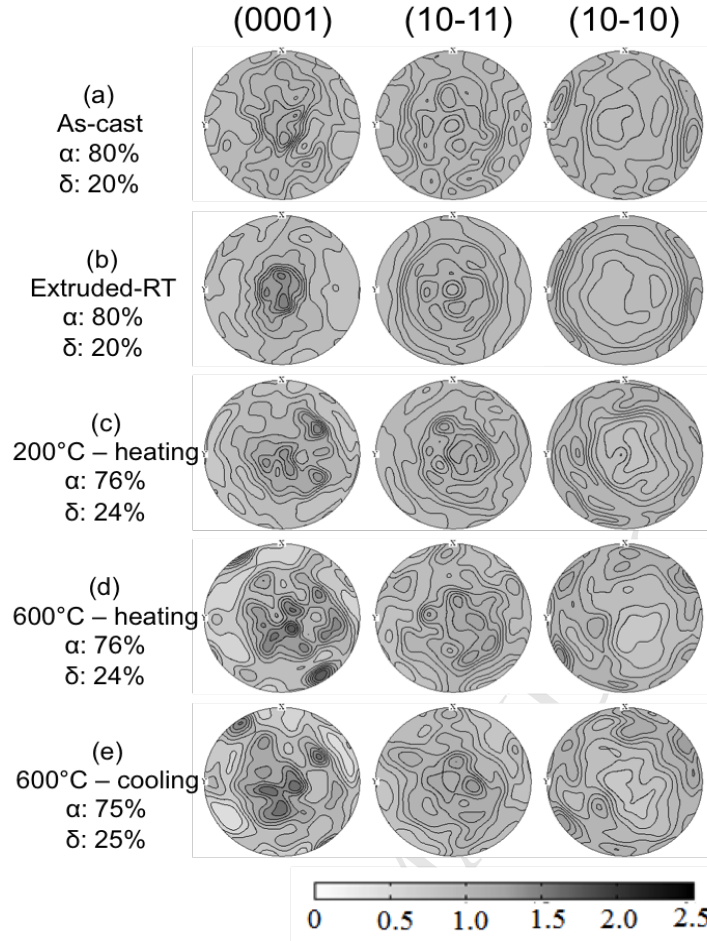 (0001) (10-11) (10-10)
(a)
As-cast
α: 80%
δ: 20%
X X X
Y Y Y
(b)
Extruded-RT
α: 80%
δ: 20%
X X X
Y Y Y
(c)
200°C – heating
α: 76%
δ: 24%
X X X
Y Y Y
(d)
600°C – heating
α: 76%
δ: 24%
X X X
Y Y Y
(e)
600°C – cooling
α: 75%
δ: 25%
X X X
Y Y Y
0 0.5 1.0 1.5 2.0 2.5